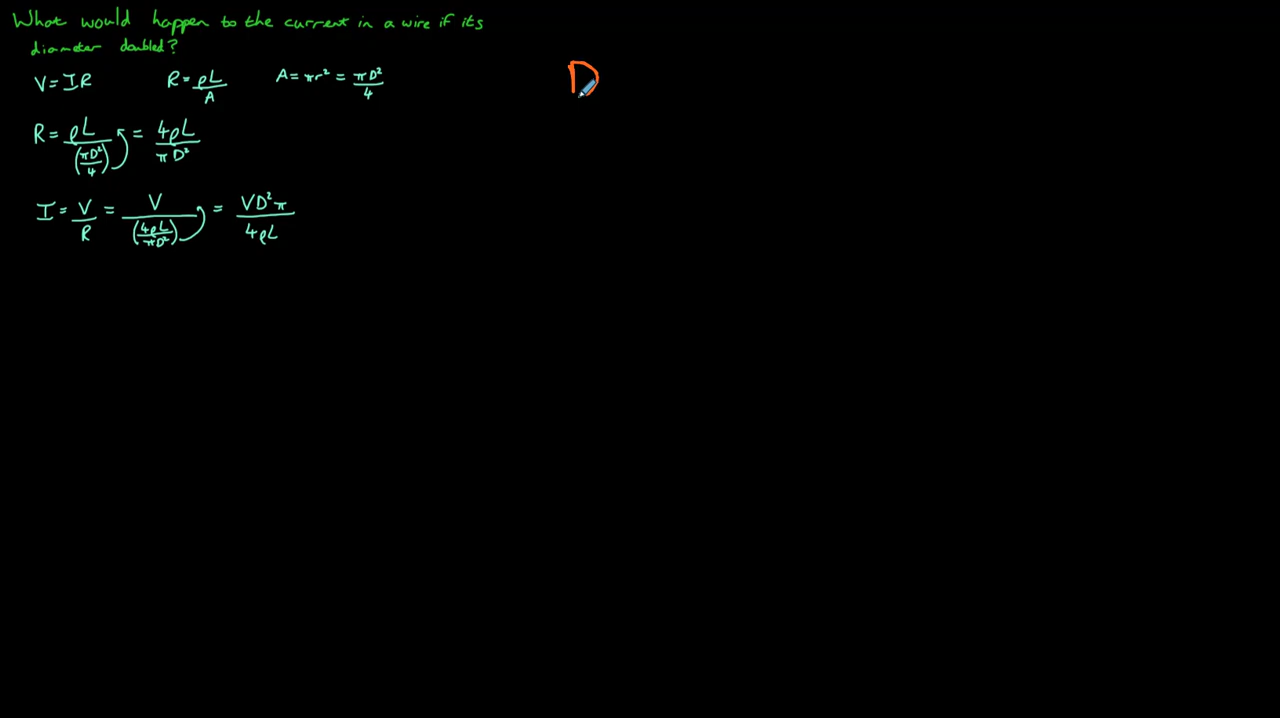 What would happen to the current in a wire if its
diameter doubled?
V = IR R = ρL/A A = πr² = πD²/4
R = ρL/(πD²/4) = 4ρL/πD²
I = V/R = V/(4ρL/πD²) = VD²π/4ρL
D